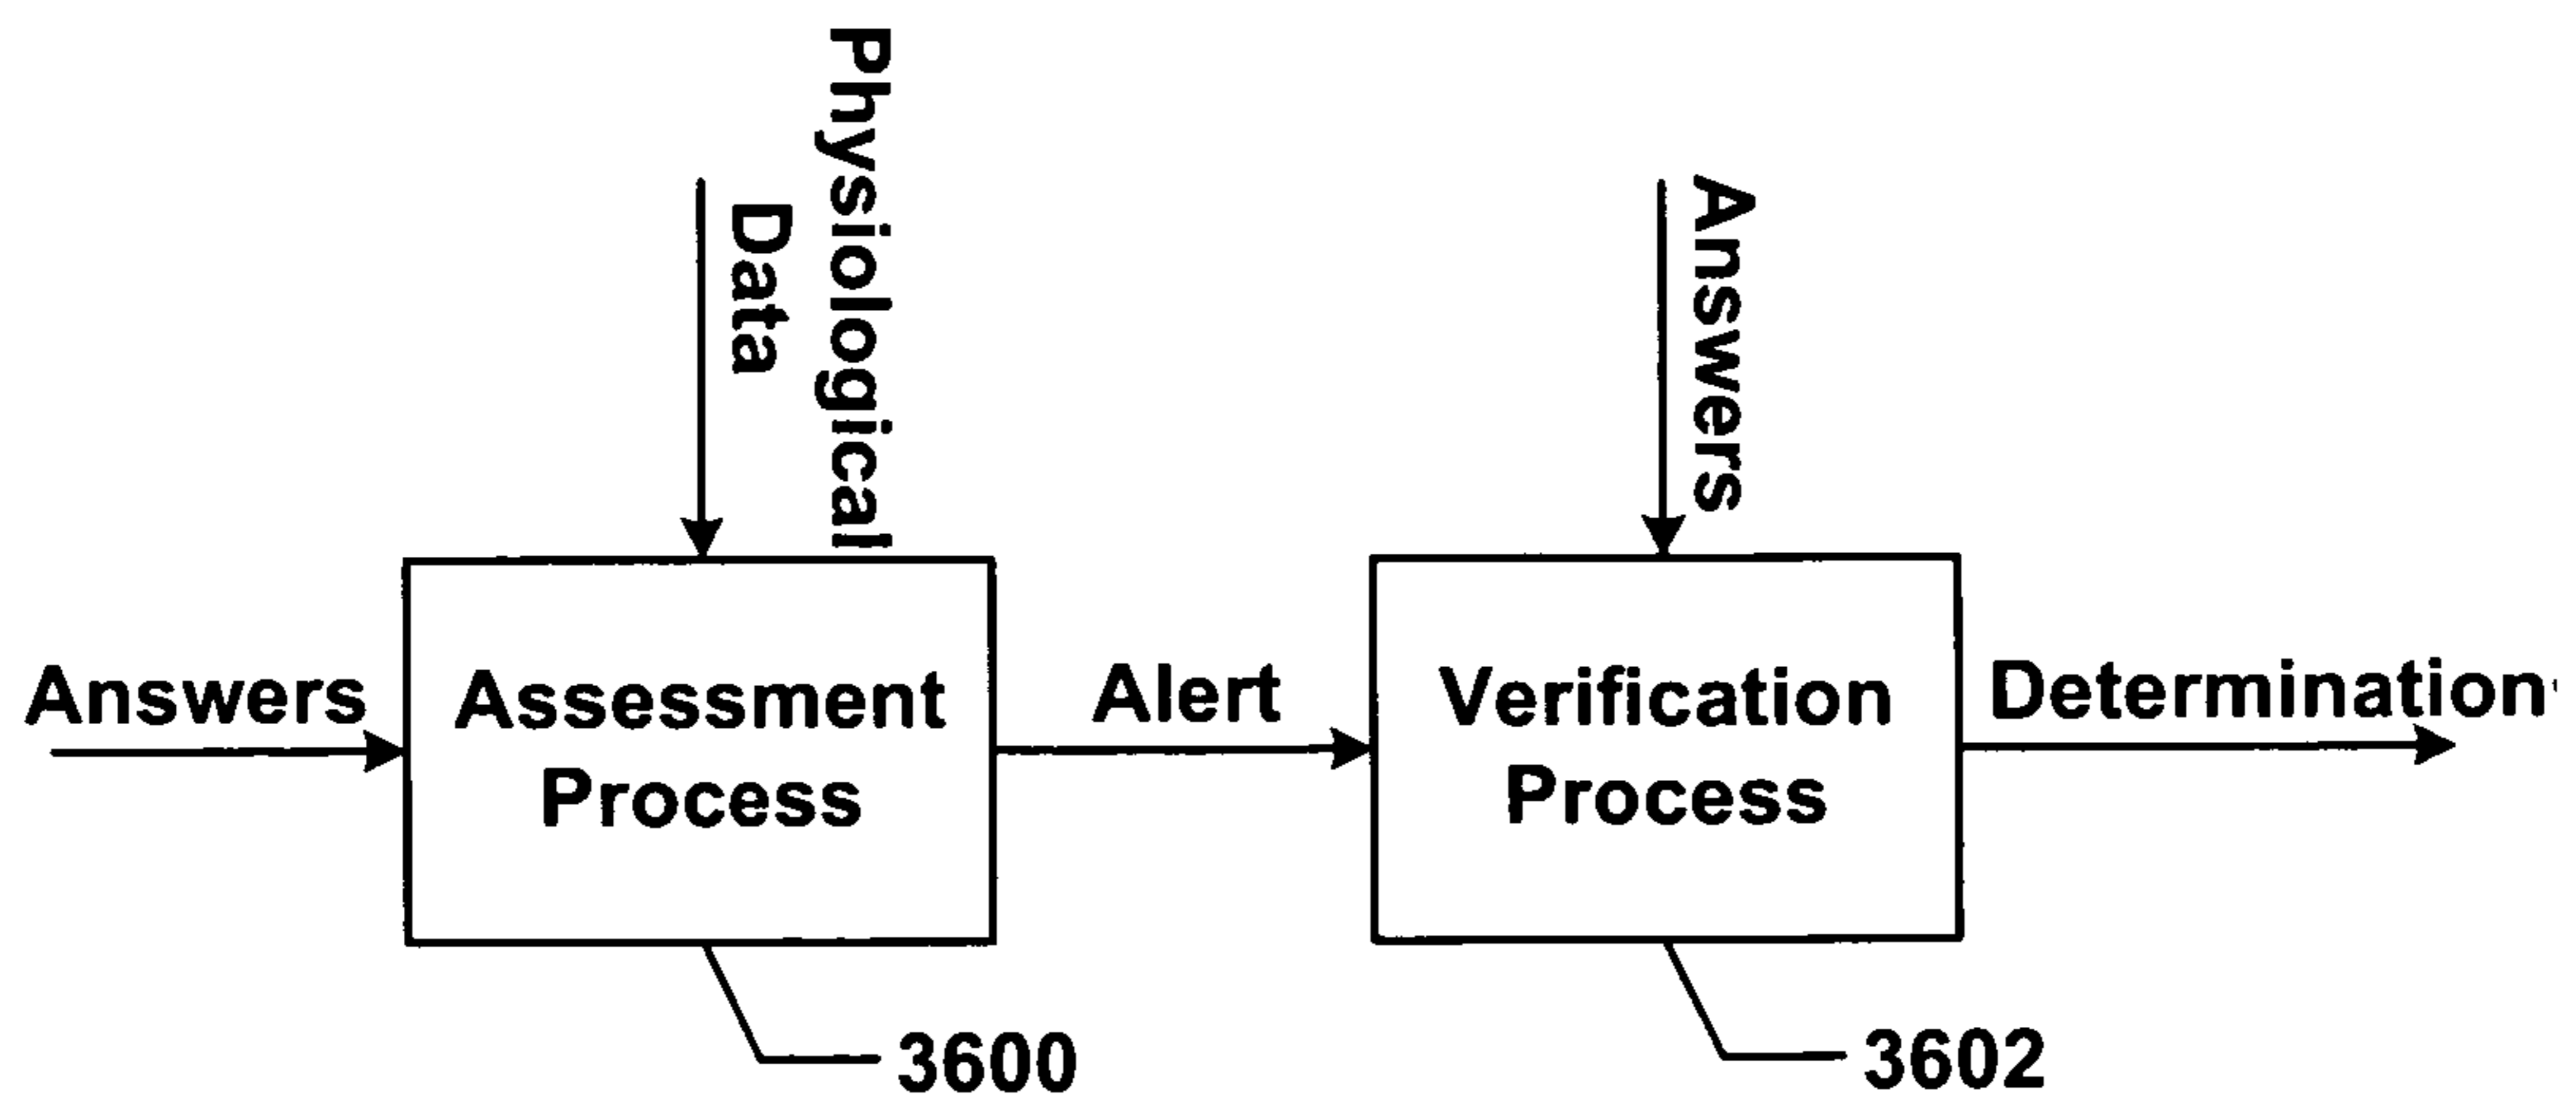 Physiological
Data
Answers
Answers
Assessment
Process
Alert
Verification
Process
Determination
3600
3602